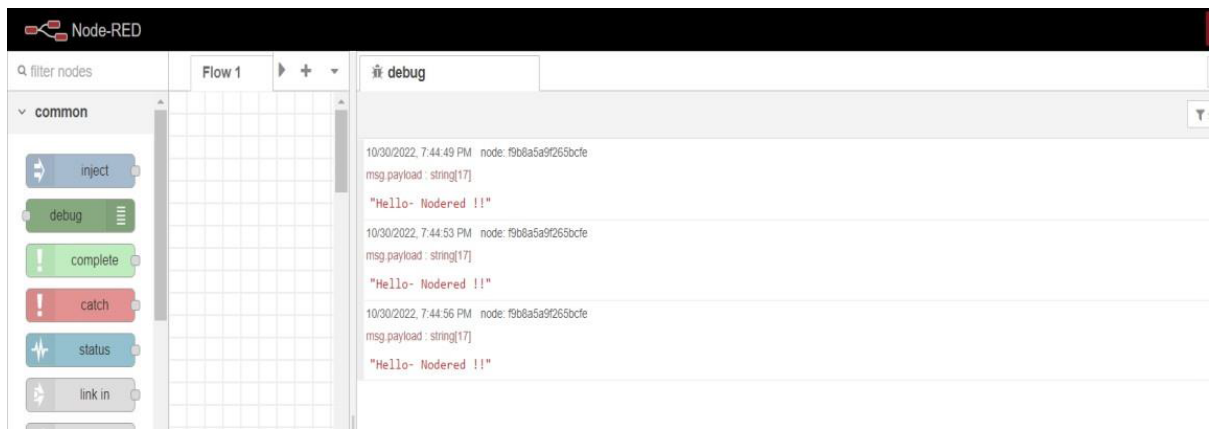 Node-RED
filter nodes
common
inject
debug
complete
catch
status
link in
Flow 1
debug
10/30/2022, 7:44:49 PM node: f9b8a5a9f265bcfe
msg.payload : string[17]
"Hello- Nodered !!"
10/30/2022, 7:44:53 PM node: f9b8a5a9f265bcfe
msg.payload : string[17]
"Hello- Nodered !!"
10/30/2022, 7:44:56 PM node: f9b8a5a9f265bcfe
msg.payload : string[17]
"Hello- Nodered !!"